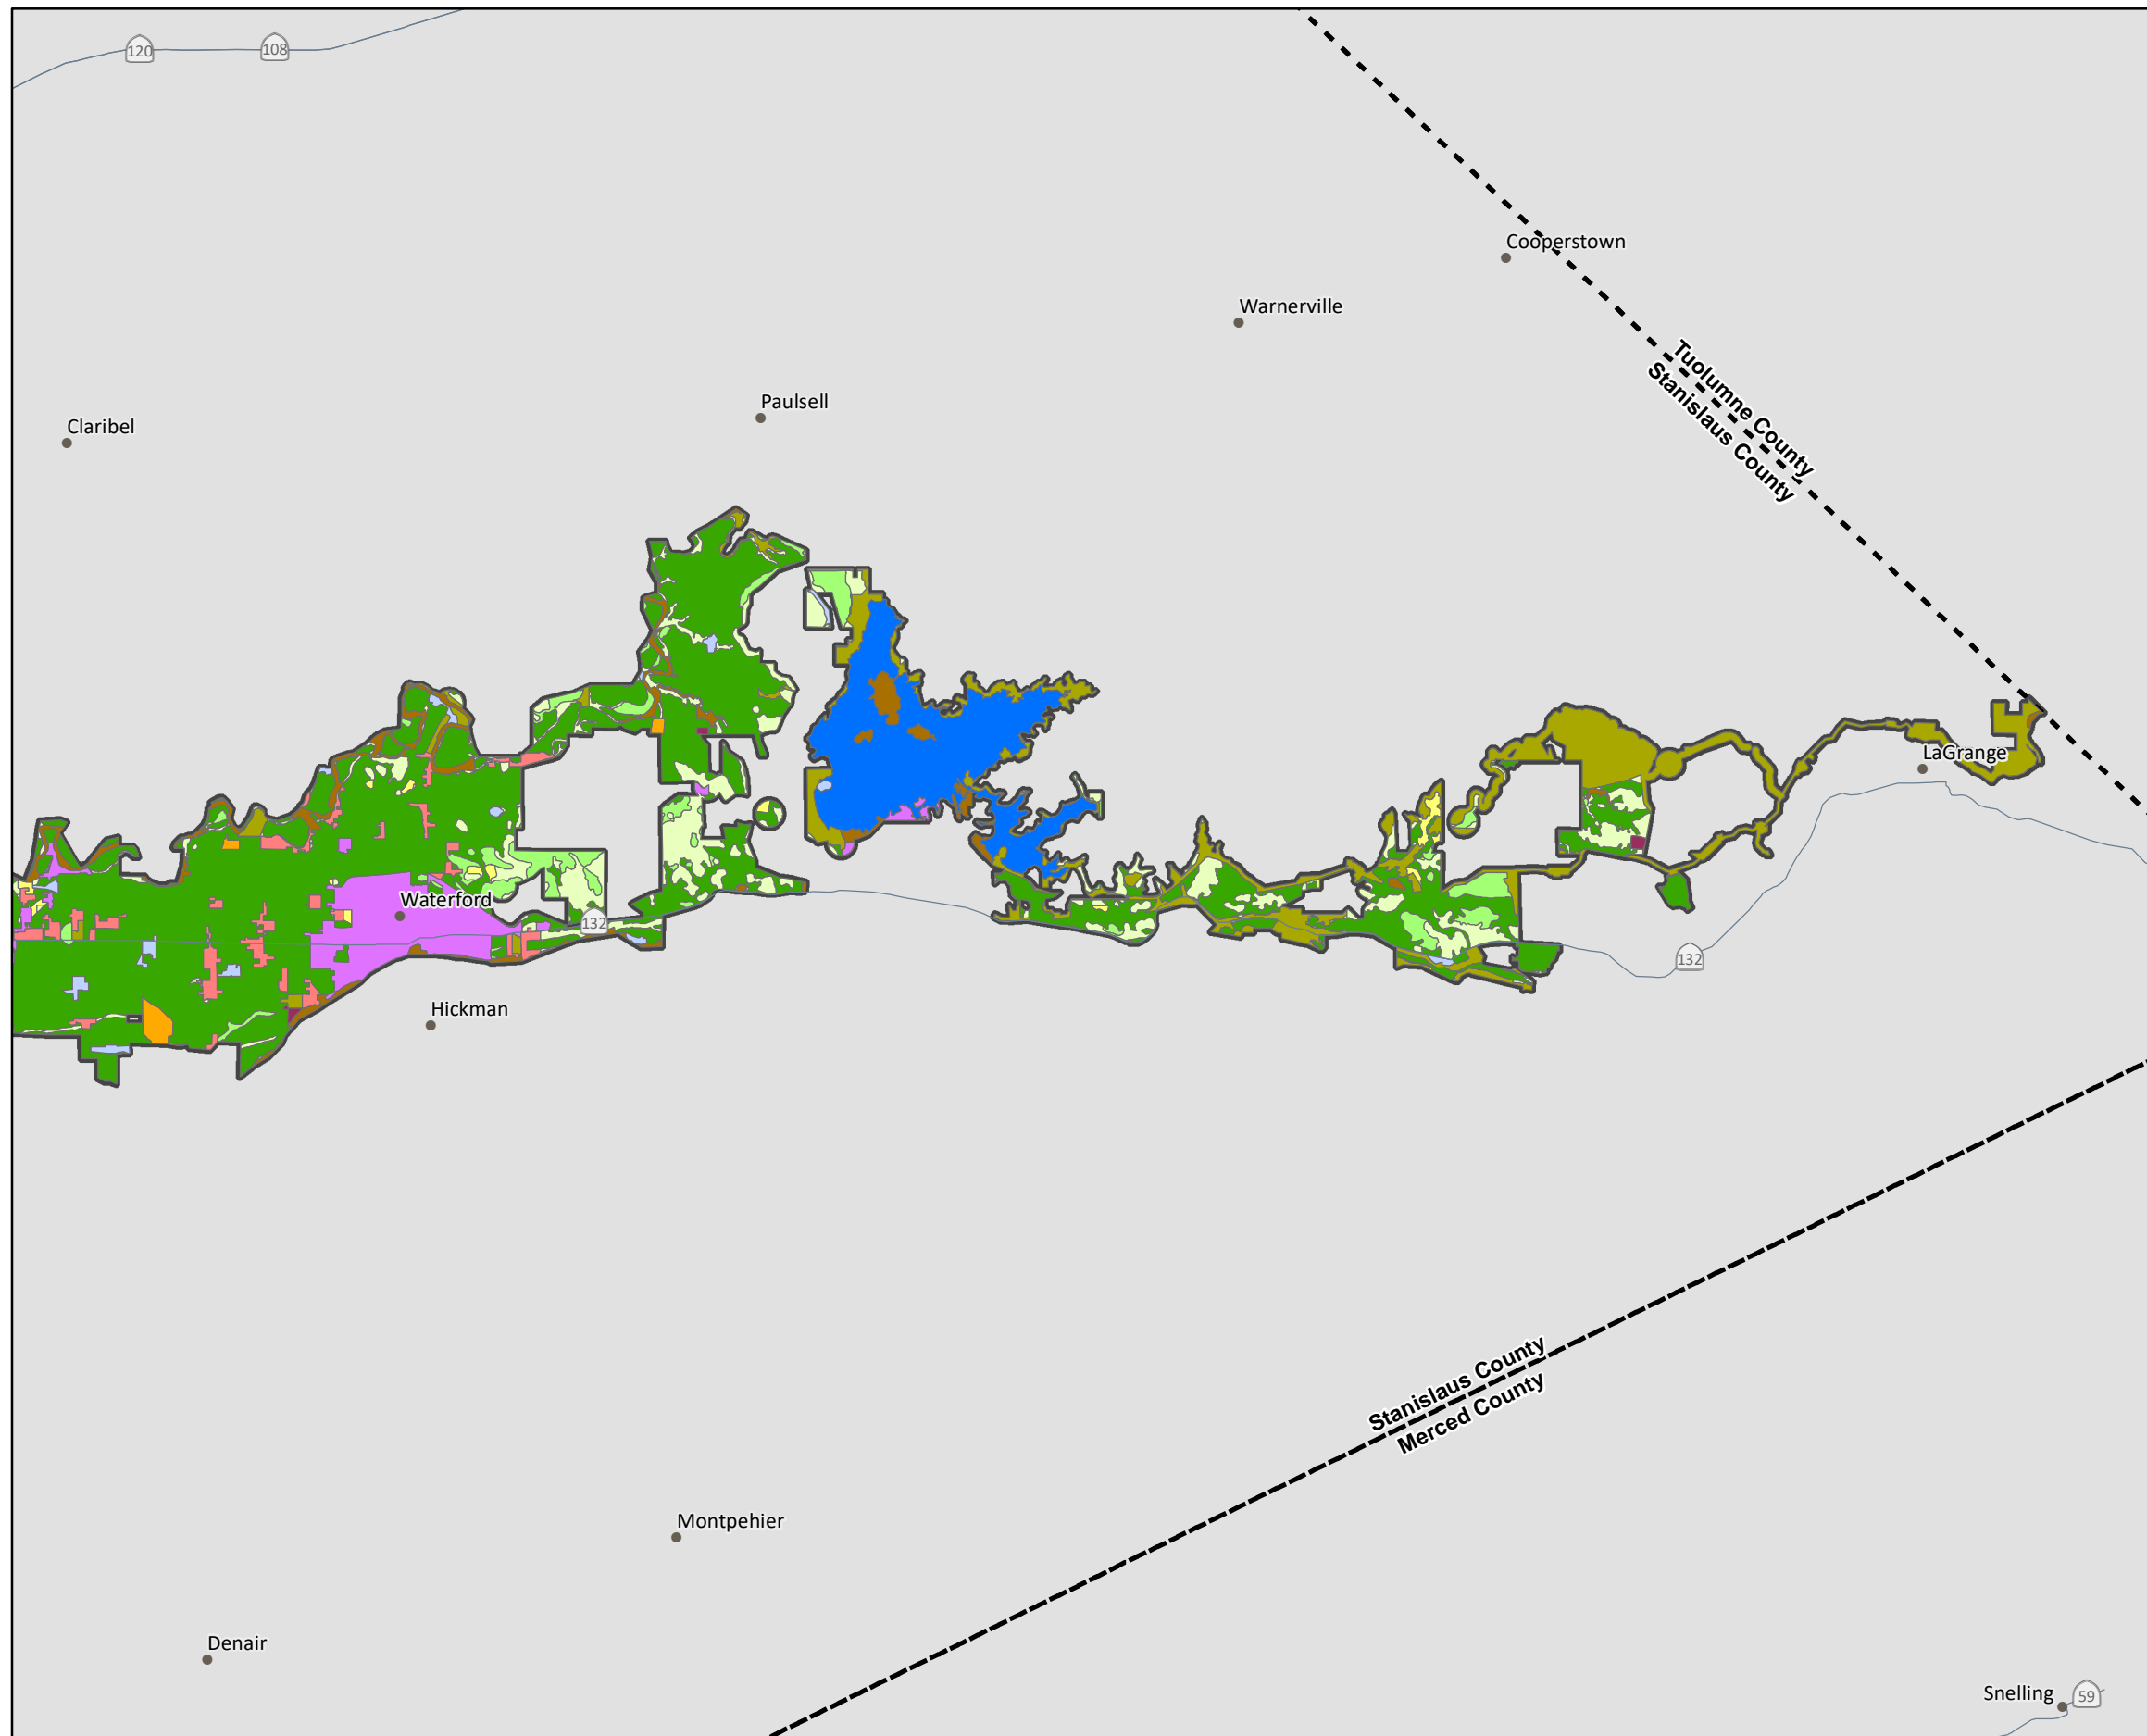 120
108
Cooperstown
Warnerville
Tuolumne County
Stanislaus County
Paulsell
Claribel
LaGrange
Waterford
132
132
Hickman
Stanislaus County
Merced County
Montpehier
Denair
Snelling
59